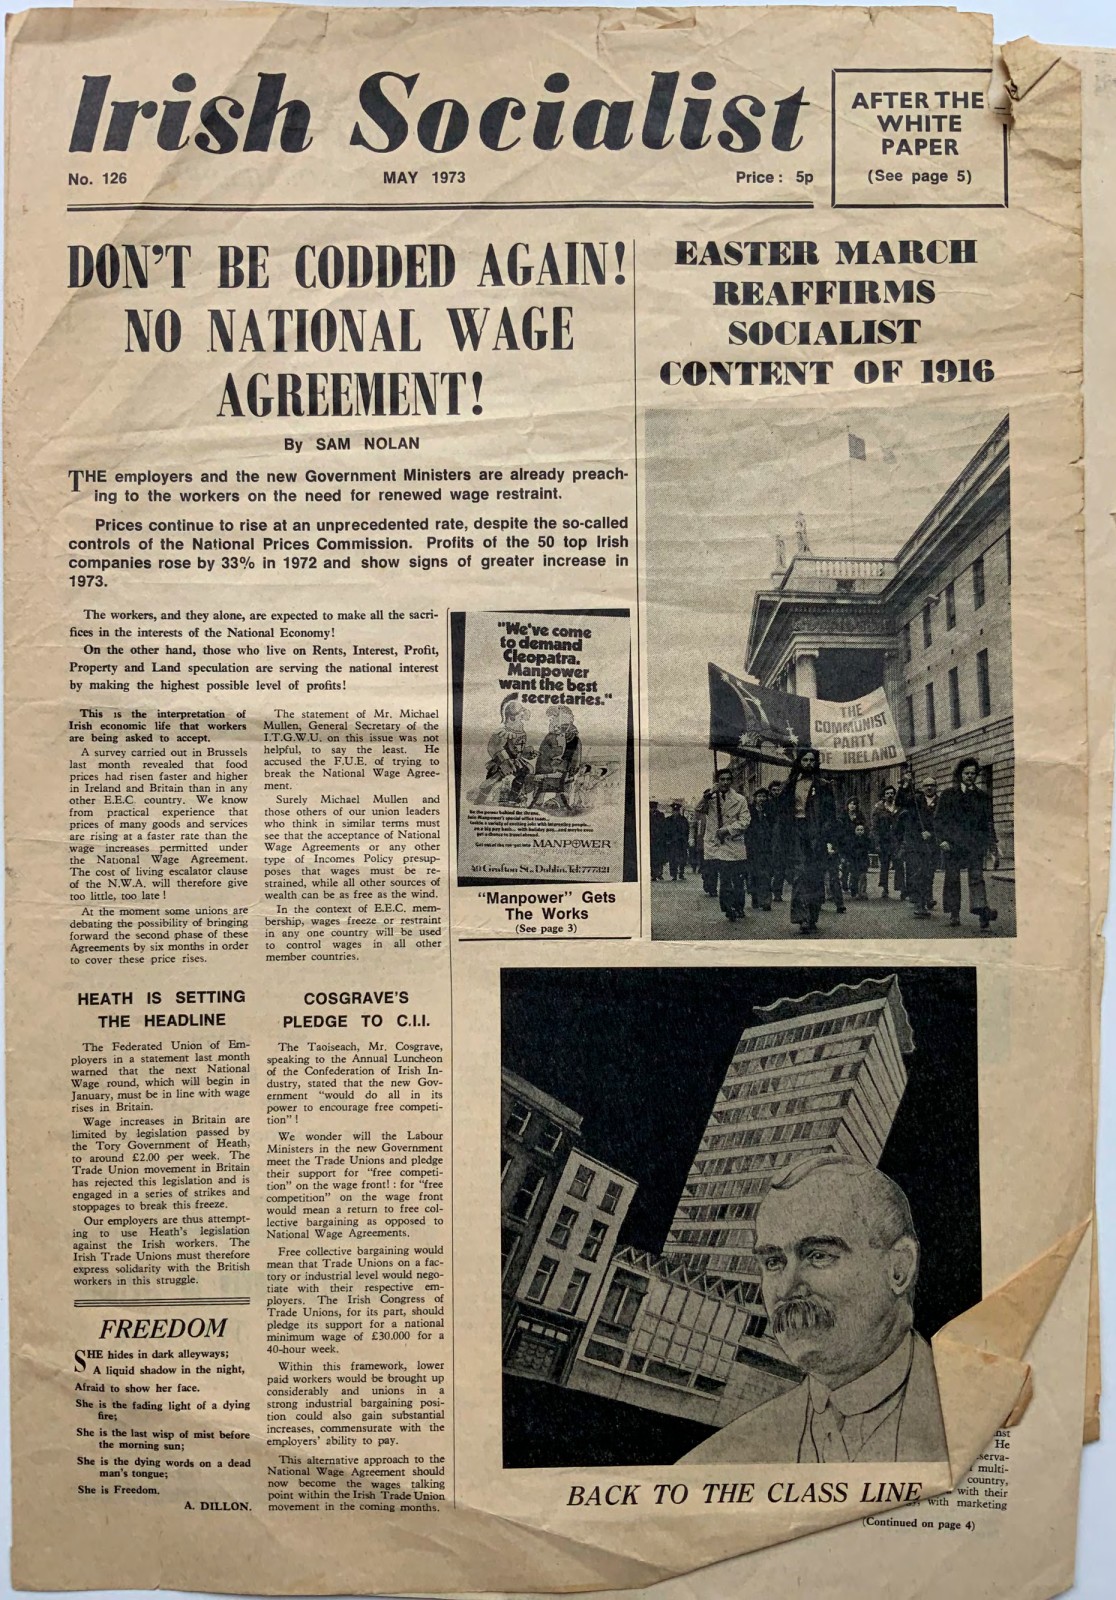 Irish Socialist
No. 126 MAY 1973 Price: 5p
AFTER THE
WHITE
PAPER
(See page 5)
DON'T BE CODDED AGAIN!
NO NATIONAL WAGE
AGREEMENT!
By SAM NOLAN
THE employers and the new Government Ministers are already preach-
ing to the workers on the need for renewed wage restraint.
Prices continue to rise at an unprecedented rate, despite the so-called
controls of the National Prices Commission. Profits of the 50 top Irish
companies rose by 33% in 1972 and show signs of greater increase in
1973.
The workers, and they alone, are expected to make all the sacri-
fices in the interests of the National Economy!
On the other hand, those who live on Rents, Interest, Profit,
Property and Land speculation are serving the national interest
by making the highest possible level of profits!
This is the interpretation of
Irish economic life that workers
are being asked to accept.
A survey carried out in Brussels
last month revealed that food
prices had risen faster and higher
in Ireland and Britain than in any
other E.E.C. country. We know
from practical experience that
prices of many goods and services
are rising at a faster rate than the
wage increases permitted under
the National Wage Agreement.
The cost of living escalator clause
of the N.W.A. will therefore give
too little, too late !
At the moment some unions are
debating the possibility of bringing
forward the second phase of these
Agreements by six months in order
to cover these price rises.
HEATH IS SETTING
THE HEADLINE
The Federated Union of Em-
ployers in a statement last month
warned that the next National
Wage round, which will begin in
January, must be in line with wage
rises in Britain.
Wage increases in Britain are
limited by legislation passed by
the Tory Government of Heath,
to around £2.00 per week. The
Trade Union movement in Britain
has rejected this legislation and is
engaged in a series of strikes and
stoppages to break this freeze.
Our employers are thus attempt-
ing to use Heath's legislation
against the Irish workers. The
Irish Trade Unions must therefore
express solidarity with the British
workers in this struggle.
FREEDOM
SHE hides in dark alleyways;
A liquid shadow in the night,
Afraid to show her face.
She is the fading light of a dying
fire;
She is the last wisp of mist before
the morning sun;
She is the dying words on a dead
man's tongue;
She is Freedom.
A. DILLON.
The statement of Mr. Michael
Mullen, General Secretary of the
I.T.G.W.U. on this issue was not
helpful, to say the least. He
accused the F.U.E. of trying to
break the National Wage Agree-
ment.
Surely Michael Mullen and
those others of our union leaders
who think in similar terms must
see that the acceptance of National
Wage Agreements or any other
type of Incomes Policy presup-
poses that wages must be re-
strained, while all other sources of
wealth can be as free as the wind.
In the context of E.E.C. mem-
bership, wages freeze or restraint
in any one country will be used
to control wages in all other
member countries.
COSGRAVE'S
PLEDGE TO C.I.I.
The Taoiseach, Mr. Cosgrave,
speaking to the Annual Luncheon
of the Confederation of Irish In-
dustry, stated that the new Gov-
ernment "would do all in its
power to encourage free competi-
tion" !
We wonder will the Labour
Ministers in the new Government
meet the Trade Unions and pledge
their support for "free competi-
tion" on the wage front! : for "free
competition" on the wage front
would mean a return to free col-
lective bargaining as opposed to
National Wage Agreements.
Free collective bargaining would
mean that Trade Unions on a fac-
tory or industrial level would nego-
tiate with their respective em-
ployers. The Irish Congress of
Trade Unions, for its part, should
pledge its support for a national
minimum wage of £30.000 for a
40-hour week.
Within this framework, lower
paid workers would be brought up
considerably and unions in a
strong industrial bargaining posi-
tion could also gain substantial
increases, commensurate with the
employers' ability to pay.
This alternative approach to the
National Wage Agreement should
now become the wages talking
point within the Irish Trade Union
movement in the coming months.
"We've come
to demand
Cleopatra.
Manpower
want the best
secretaries."
MANPOWER
49 Grafton St., Dublin. Tel:777321
"Manpower" Gets
The Works
(See page 3)
EASTER MARCH
REAFFIRMS
SOCIALIST
CONTENT OF 1916
THE
COMMUNIST
PARTY
OF IRELAND
BACK TO THE CLASS LINE
He
serva-
multi-
country,
with their
with marketing
(Continued on page 4)